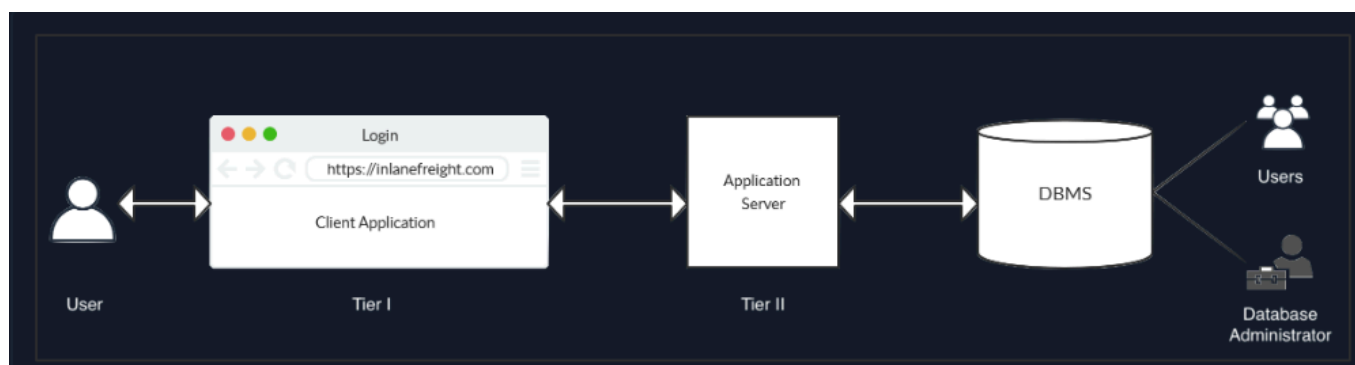 Login
https://inlanefreight.com
Client Application
Application
Server
DBMS
Users
User
Tier I
Tier II
Database
Administrator